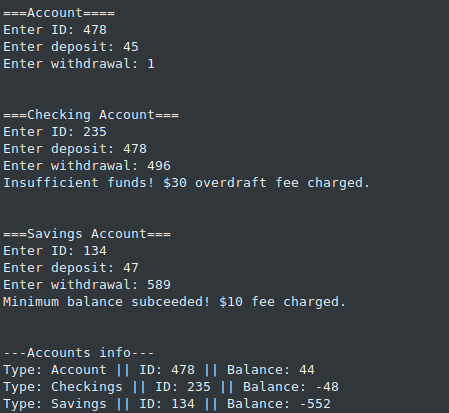 ===Account====
Enter ID: 478
Enter deposit: 45
Enter withdrawal: 1
===Checking Account===
Enter ID: 235
Enter deposit: 478
Enter withdrawal: 496
Insufficient funds! $30 overdraft fee charged.
===Savings Account===
Enter ID: 134
Enter deposit: 47
Enter withdrawal: 589
Minimum balance subceeded! $10 fee charged.
---Accounts info---
Type: Account || ID: 478 || Balance: 44
Type: Checkings || ID: 235 || Balance: -48
Type: Savings || ID: 134 || Balance: -552